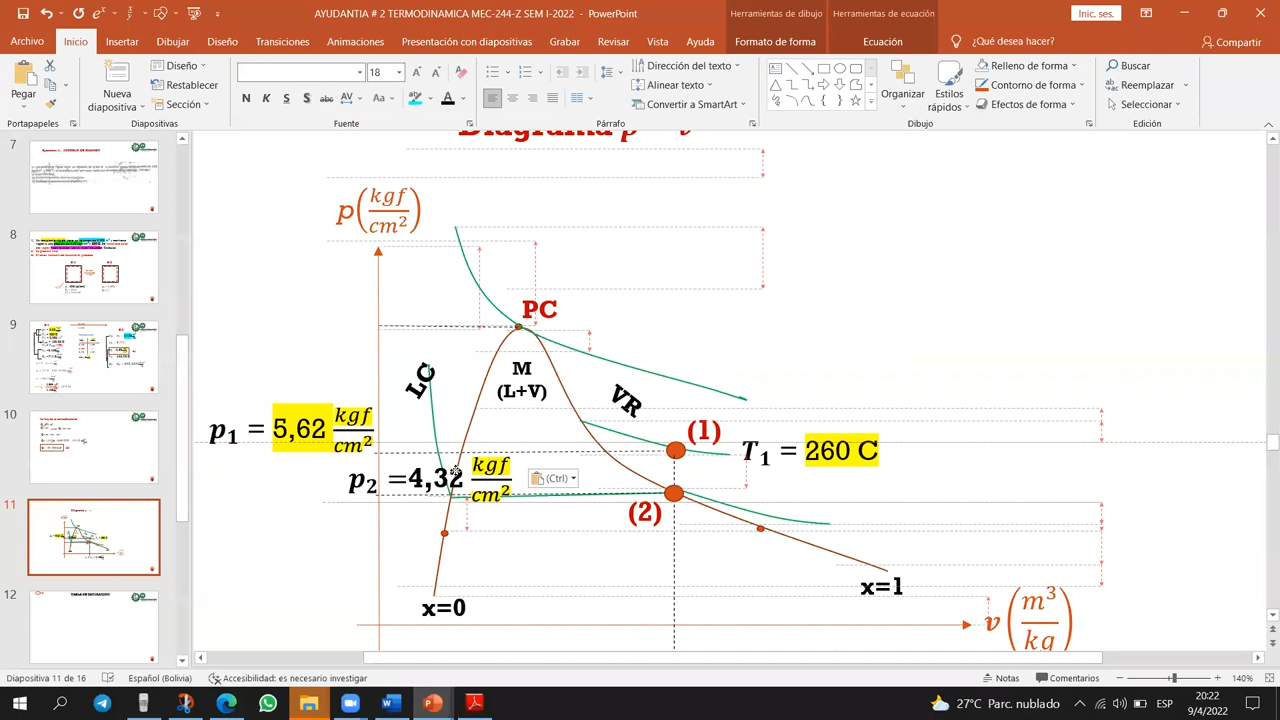 AYUDANTIA # 2 TERMODINAMICA MEC-244-Z SEM I-2022 - PowerPoint
Herramientas de dibujo
Herramientas de ecuación
Inic. ses.
Archivo
Inicio
Insertar
Dibujar
Diseño
Transiciones
Animaciones
Presentación con diapositivas
Grabar
Revisar
Vista
Ayuda
Formato de forma
Ecuación
¿Qué desea hacer?
Compartir
Pegar
Nueva diapositiva
Diseño
Restablecer
Sección
18
N K S S abc AV Aa A
Dirección del texto
Alinear texto
Convertir a SmartArt
Organizar
Estilos rápidos
Relleno de forma
Contorno de forma
Efectos de forma
Buscar
Reemplazar
Seleccionar
Portapapeles
Diapositivas
Fuente
Párrafo
Dibujo
Edición
7
8
9
10
11
12
Diagrama p - v
p(kgf/cm²)
PC
LC
M
(L+V)
VR
(1)
p₁ = 5,62 kgf/cm²
T₁ = 260 C
p₂ =4,32 kgf/cm²
(Ctrl)
(2)
x=1
x=0
v(m³/kg)
Diapositiva 11 de 16
Español (Bolivia)
Accesibilidad: es necesario investigar
Notas
Comentarios
140%
27°C Parc. nublado
ESP
20:22
9/4/2022